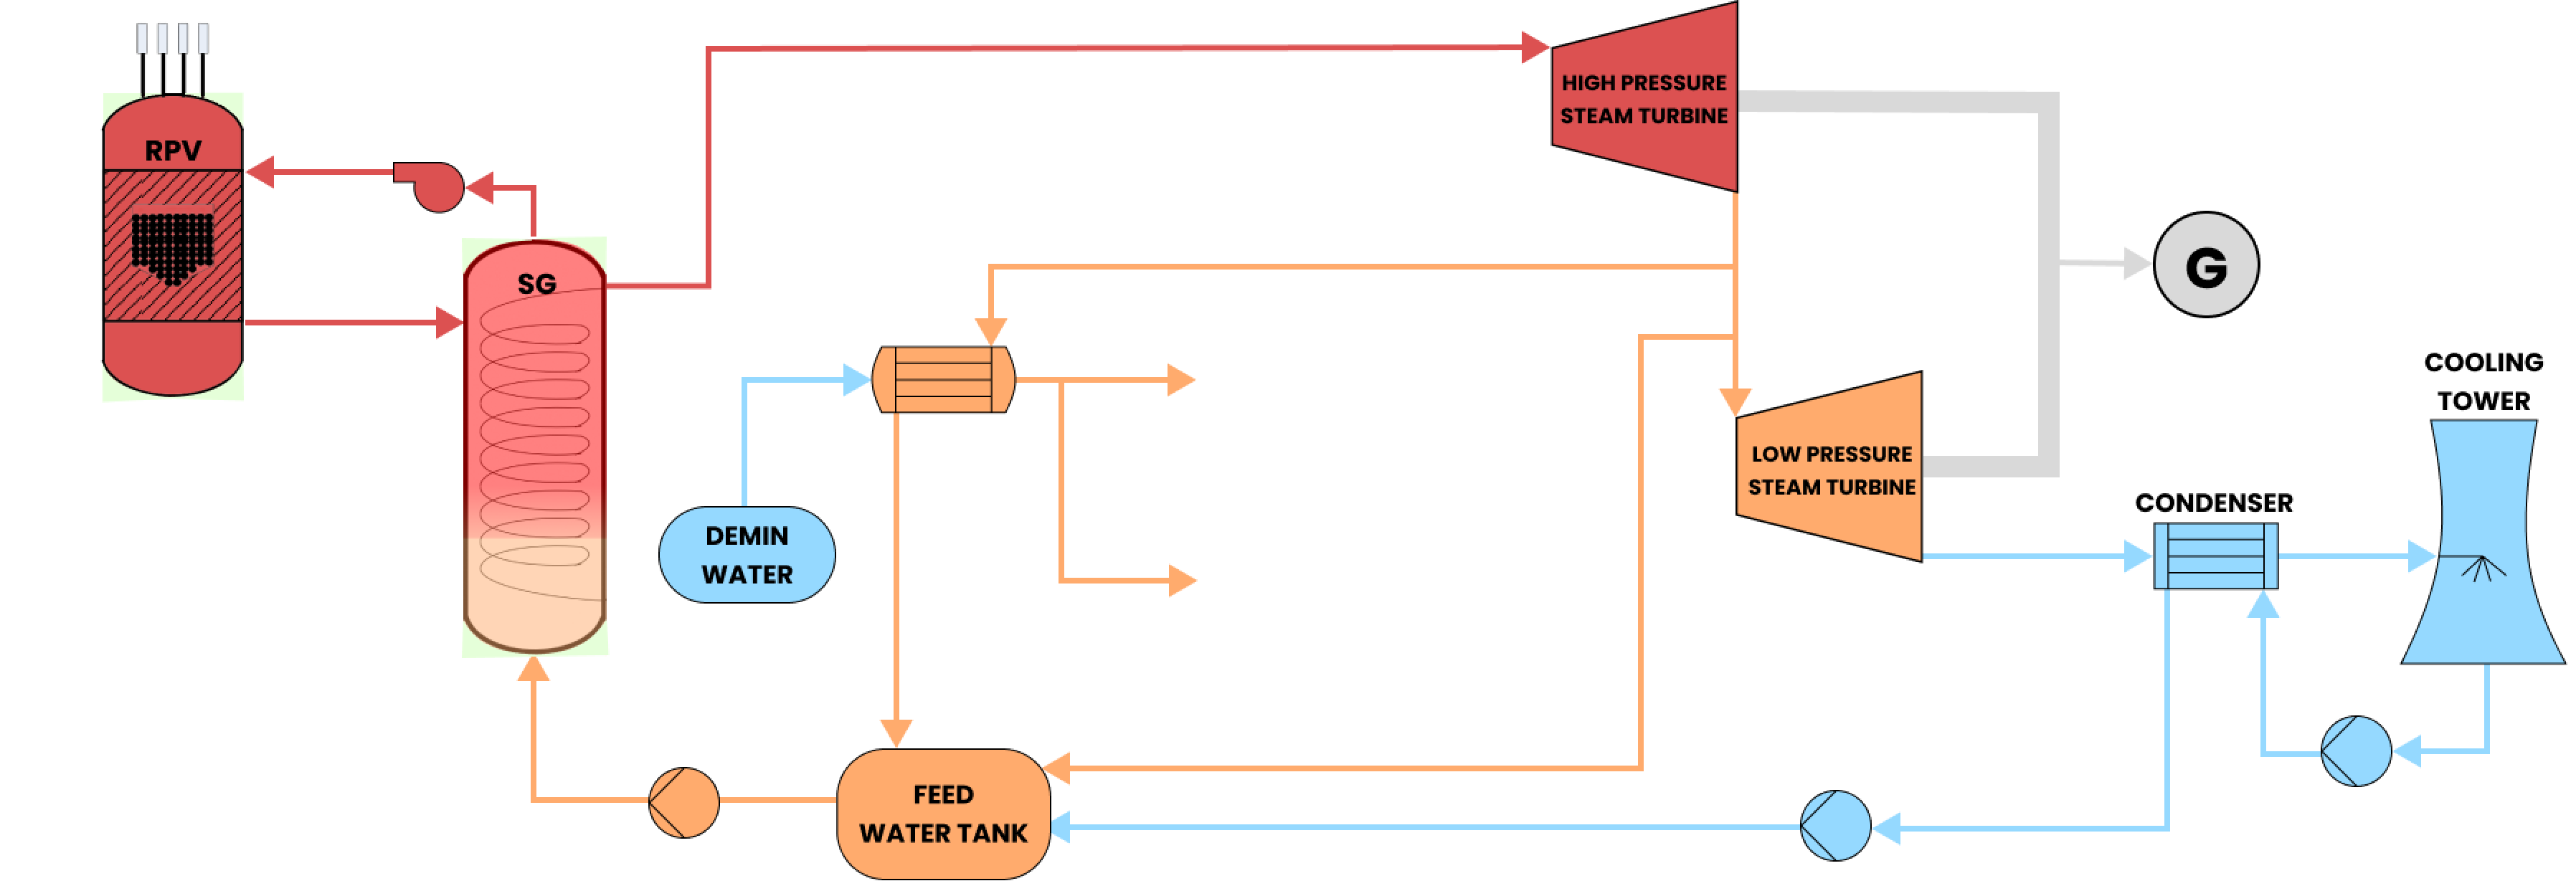 HIGH PRESSURE
STEAM TURBINE
RPV
G
SG
COOLING
TOWER
LOW PRESSURE
STEAM TURBINE
CONDENSER
DEMIN
WATER
FEED
WATER TANK